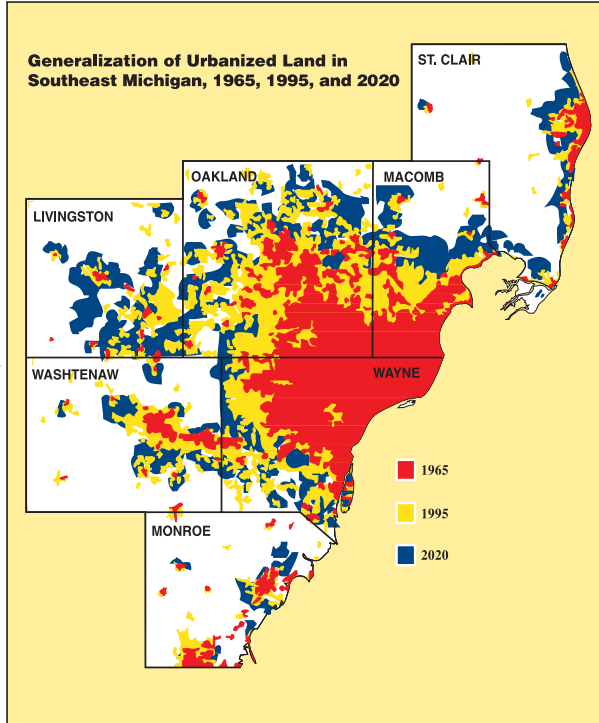 Generalization of Urbanized Land in
Southeast Michigan, 1965, 1995, and 2020
ST. CLAIR
OAKLAND
MACOMB
LIVINGSTON
WASHTENAW
WAYNE
1965
1995
MONROE
2020